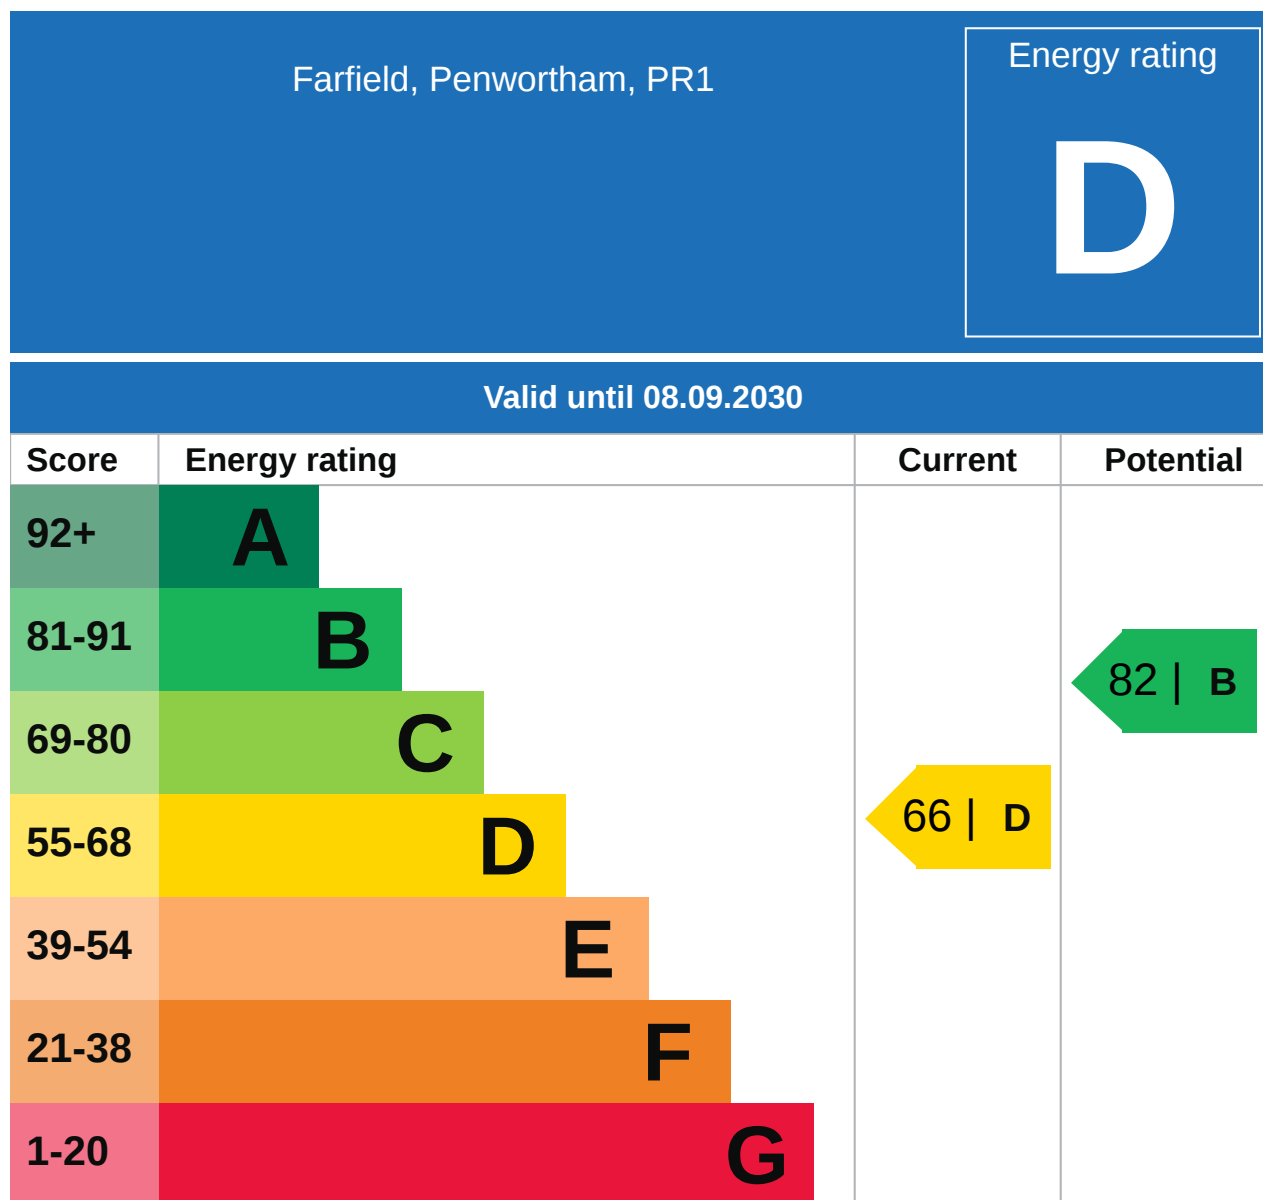 Farfield, Penwortham, PR1
Energy rating
D
Valid until 08.09.2030
Score Energy rating Current Potential
92+ A
81-91 B
82 | B
69-80 C
66 | D
55-68 D
39-54 E
21-38 F
1-20 G